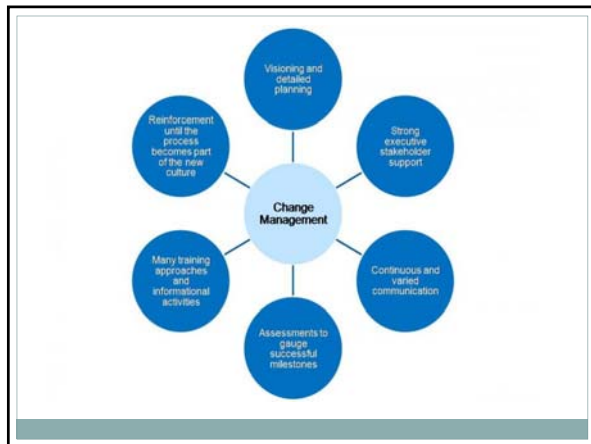 Visioning and
detailed
planning
Strong
executive
stakeholder
support
Continuous and
varied
communication
Assessments to
gauge
successful
milestones
Many training
approaches
and
informational
activities
Reinforcement
until the
process
becomes part
of the new
culture
Change
Management